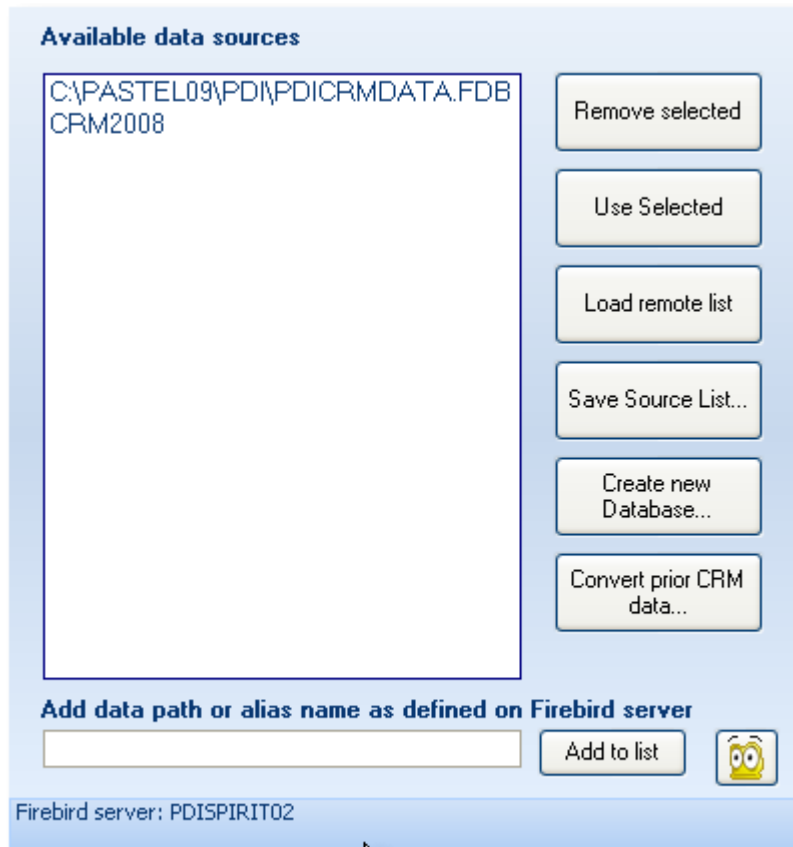 Available data sources
C:\PASTEL09\PDI\PDICRMDATA.FDB
CRM2008
Remove selected
Use Selected
Load remote list
Save Source List...
Create new
Database...
Convert prior CRM
data...
Add data path or alias name as defined on Firebird server
Add to list
Firebird server: PDISPIRIT02